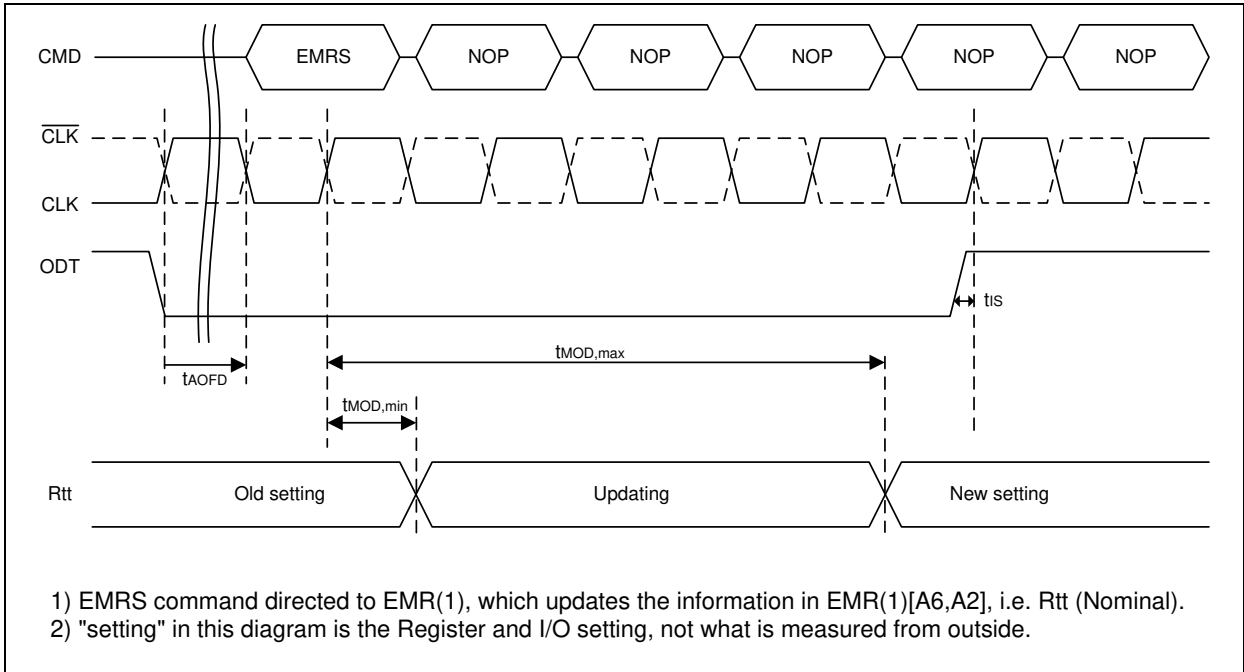 CMD EMRS NOP NOP NOP NOP NOP
CLK
CLK
ODT
tIS
tMOD,max
tAOFD
tMOD,min
Rtt Old setting Updating New setting
1) EMRS command directed to EMR(1), which updates the information in EMR(1)[A6,A2], i.e. Rtt (Nominal).
2) "setting" in this diagram is the Register and I/O setting, not what is measured from outside.